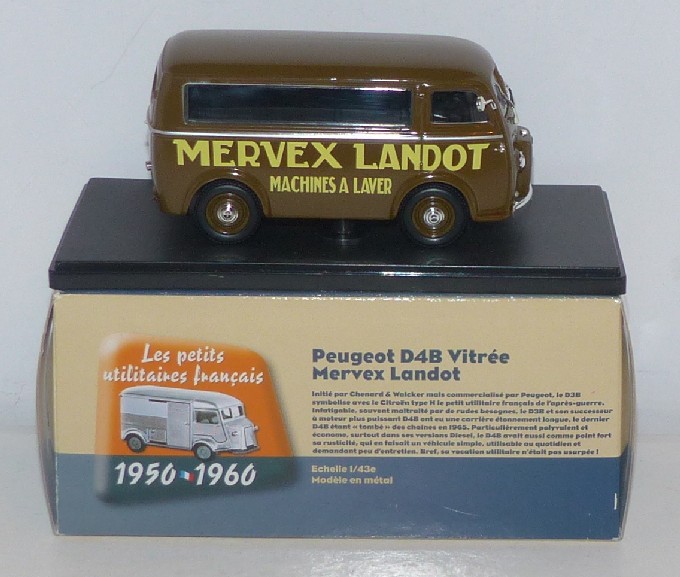 MERVEX LANDOT
MACHINES A LAVER
Les petits
utilitaires français
1950 1960
Peugeot D4B Vitrée
Mervex Landot
Initié par Chenard & Walcker mais commercialisé par Peugeot, le D3B
symbolise avec le Citroën type H le petit utilitaire français de l'après-guerre.
Infatigable, souvent maltraité par de rudes besognes, le D3B et son successeur
à moteur plus puissant D4B ont eu une carrière étonnement longue, le dernier
D4B étant « tombé » des chaînes en 1965. Particulièrement polyvalent et
économe, surtout dans ses versions Diesel, le D4B avait aussi comme point fort
sa rusticité, qui en faisait un véhicule simple, utilisable au quotidien et
demandant peu d'entretien. Bref, sa vocation utilitaire n'était pas usurpée !
Echelle 1/43e
Modèle en métal